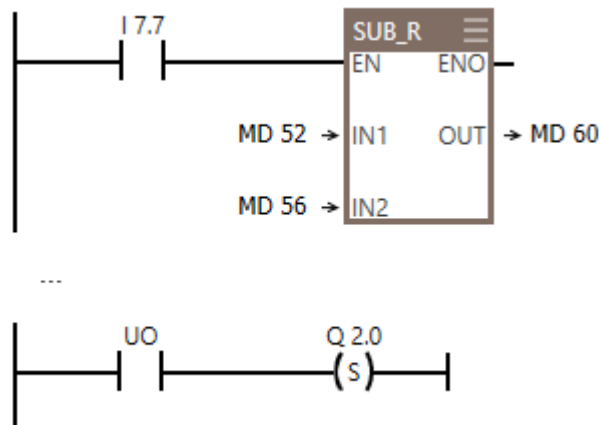 I 7.7
SUB_R
EN ENO
MD 52 → IN1 OUT → MD 60
MD 56 → IN2
...
UO Q 2.0
( S )